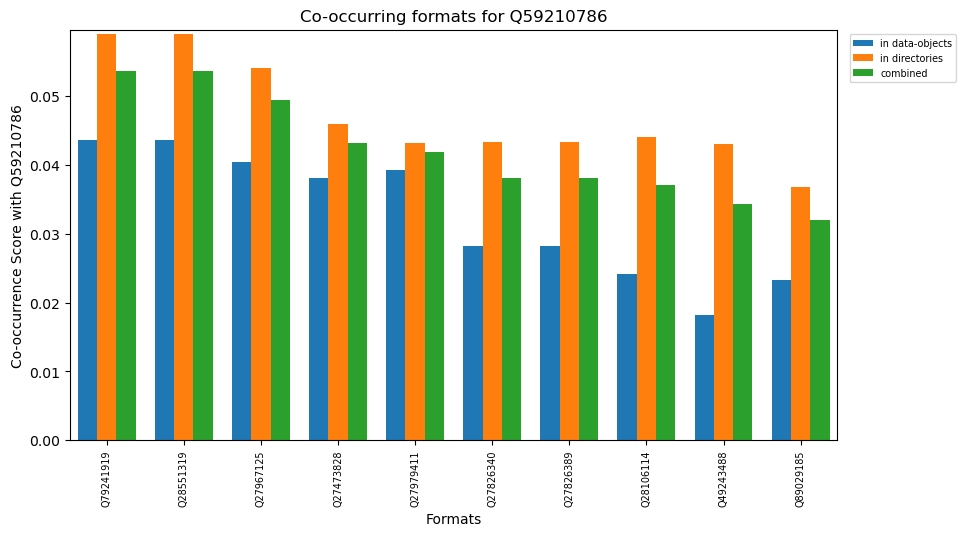 Co-occurring formats for Q59210786
Co-occurrence Score with Q59210786
0.05
0.04
0.03
0.02
0.01
0.00
Q79241919
Q28551319
Q27967125
Q27473828
Q27979411
Q27826340
Q27826389
Q28106114
Q49243488
Q89029185
Formats
in data-objects
in directories
combined